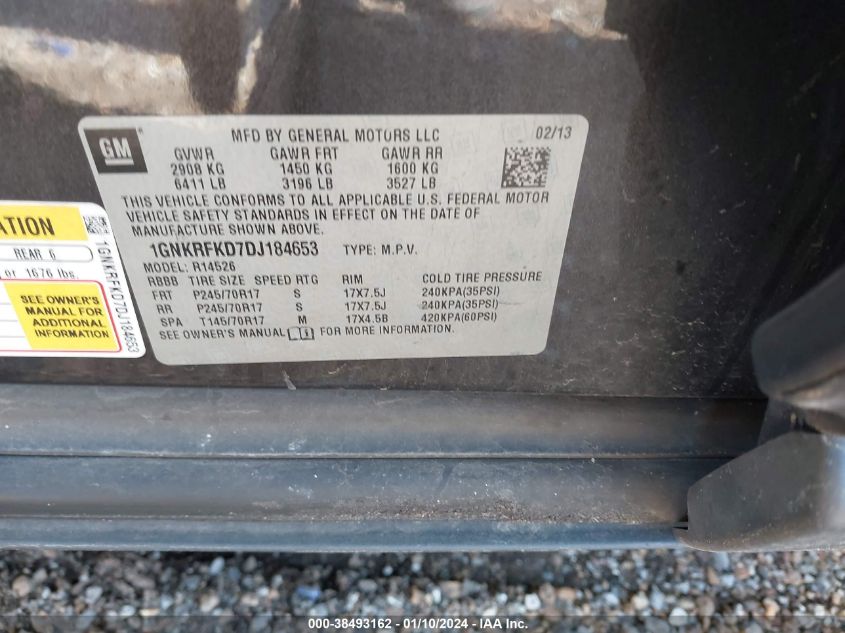 GM
MFD BY GENERAL MOTORS LLC 02/13
GVWR GAWR FRT GAWR RR
2908 KG 1450 KG 1600 KG
6411 LB 3196 LB 3527 LB
THIS VEHICLE CONFORMS TO ALL APPLICABLE U.S. FEDERAL MOTOR
VEHICLE SAFETY STANDARDS IN EFFECT ON THE DATE OF
MANUFACTURE SHOWN ABOVE.
1GNKRFKD7DJ184653 TYPE: M.P.V.
MODEL: R14526
RBBB TIRE SIZE SPEED RTG RIM COLD TIRE PRESSURE
FRT P245/70R17 S 17X7.5J 240KPA(35PSI)
RR P245/70R17 S 17X7.5J 240KPA(35PSI)
SPA T145/70R17 M 17X4.5B 420KPA(60PSI)
SEE OWNER'S MANUAL FOR MORE INFORMATION.
ATION
REAR 6
or 1676 lbs.
SEE OWNER'S
MANUAL FOR
ADDITIONAL
INFORMATION
1GNKRFKD7DJ184653
000-38493162 - 01/10/2024 - IAAI.COM